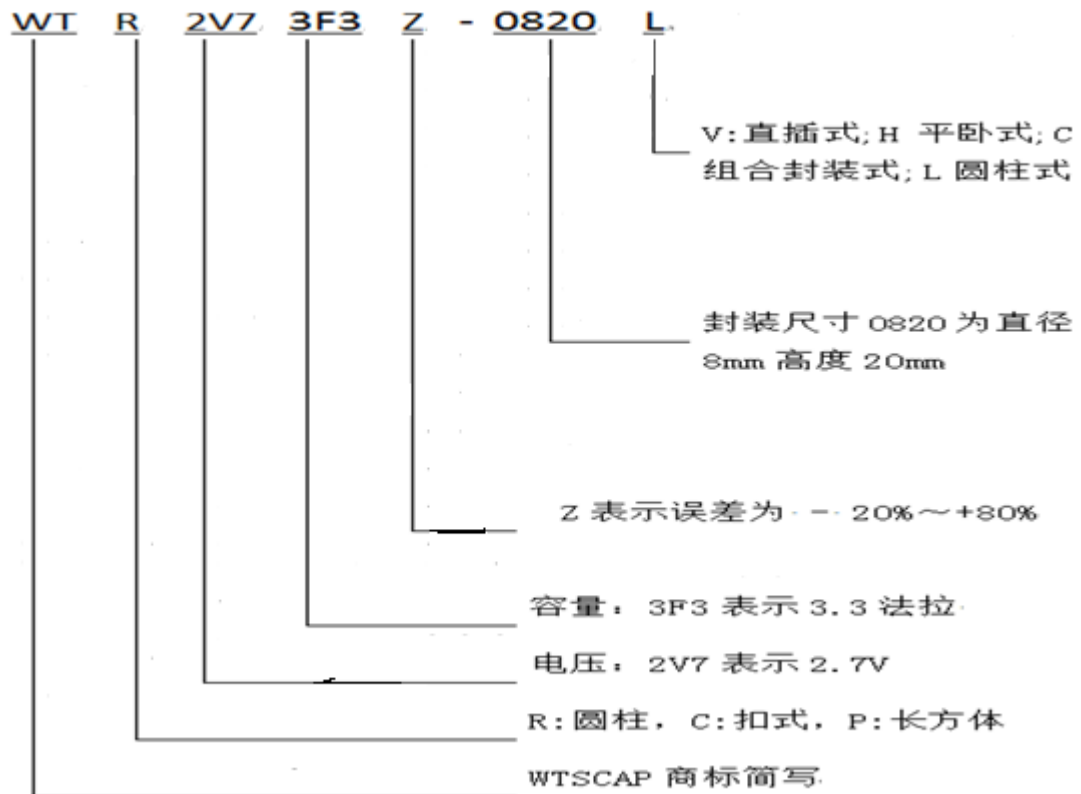 WT R 2V7 3F3 Z - 0820 L
V:直插式;H 平卧式;C
组合封装式;L 圆柱式
封装尺寸 0820 为直径
8mm 高度 20mm
Z 表示误差为 - 20%～+80%
容量：3F3 表示 3.3 法拉
电压：2V7 表示 2.7V
R:圆柱，C:扣式，P:长方体
WTSCAP 商标简写